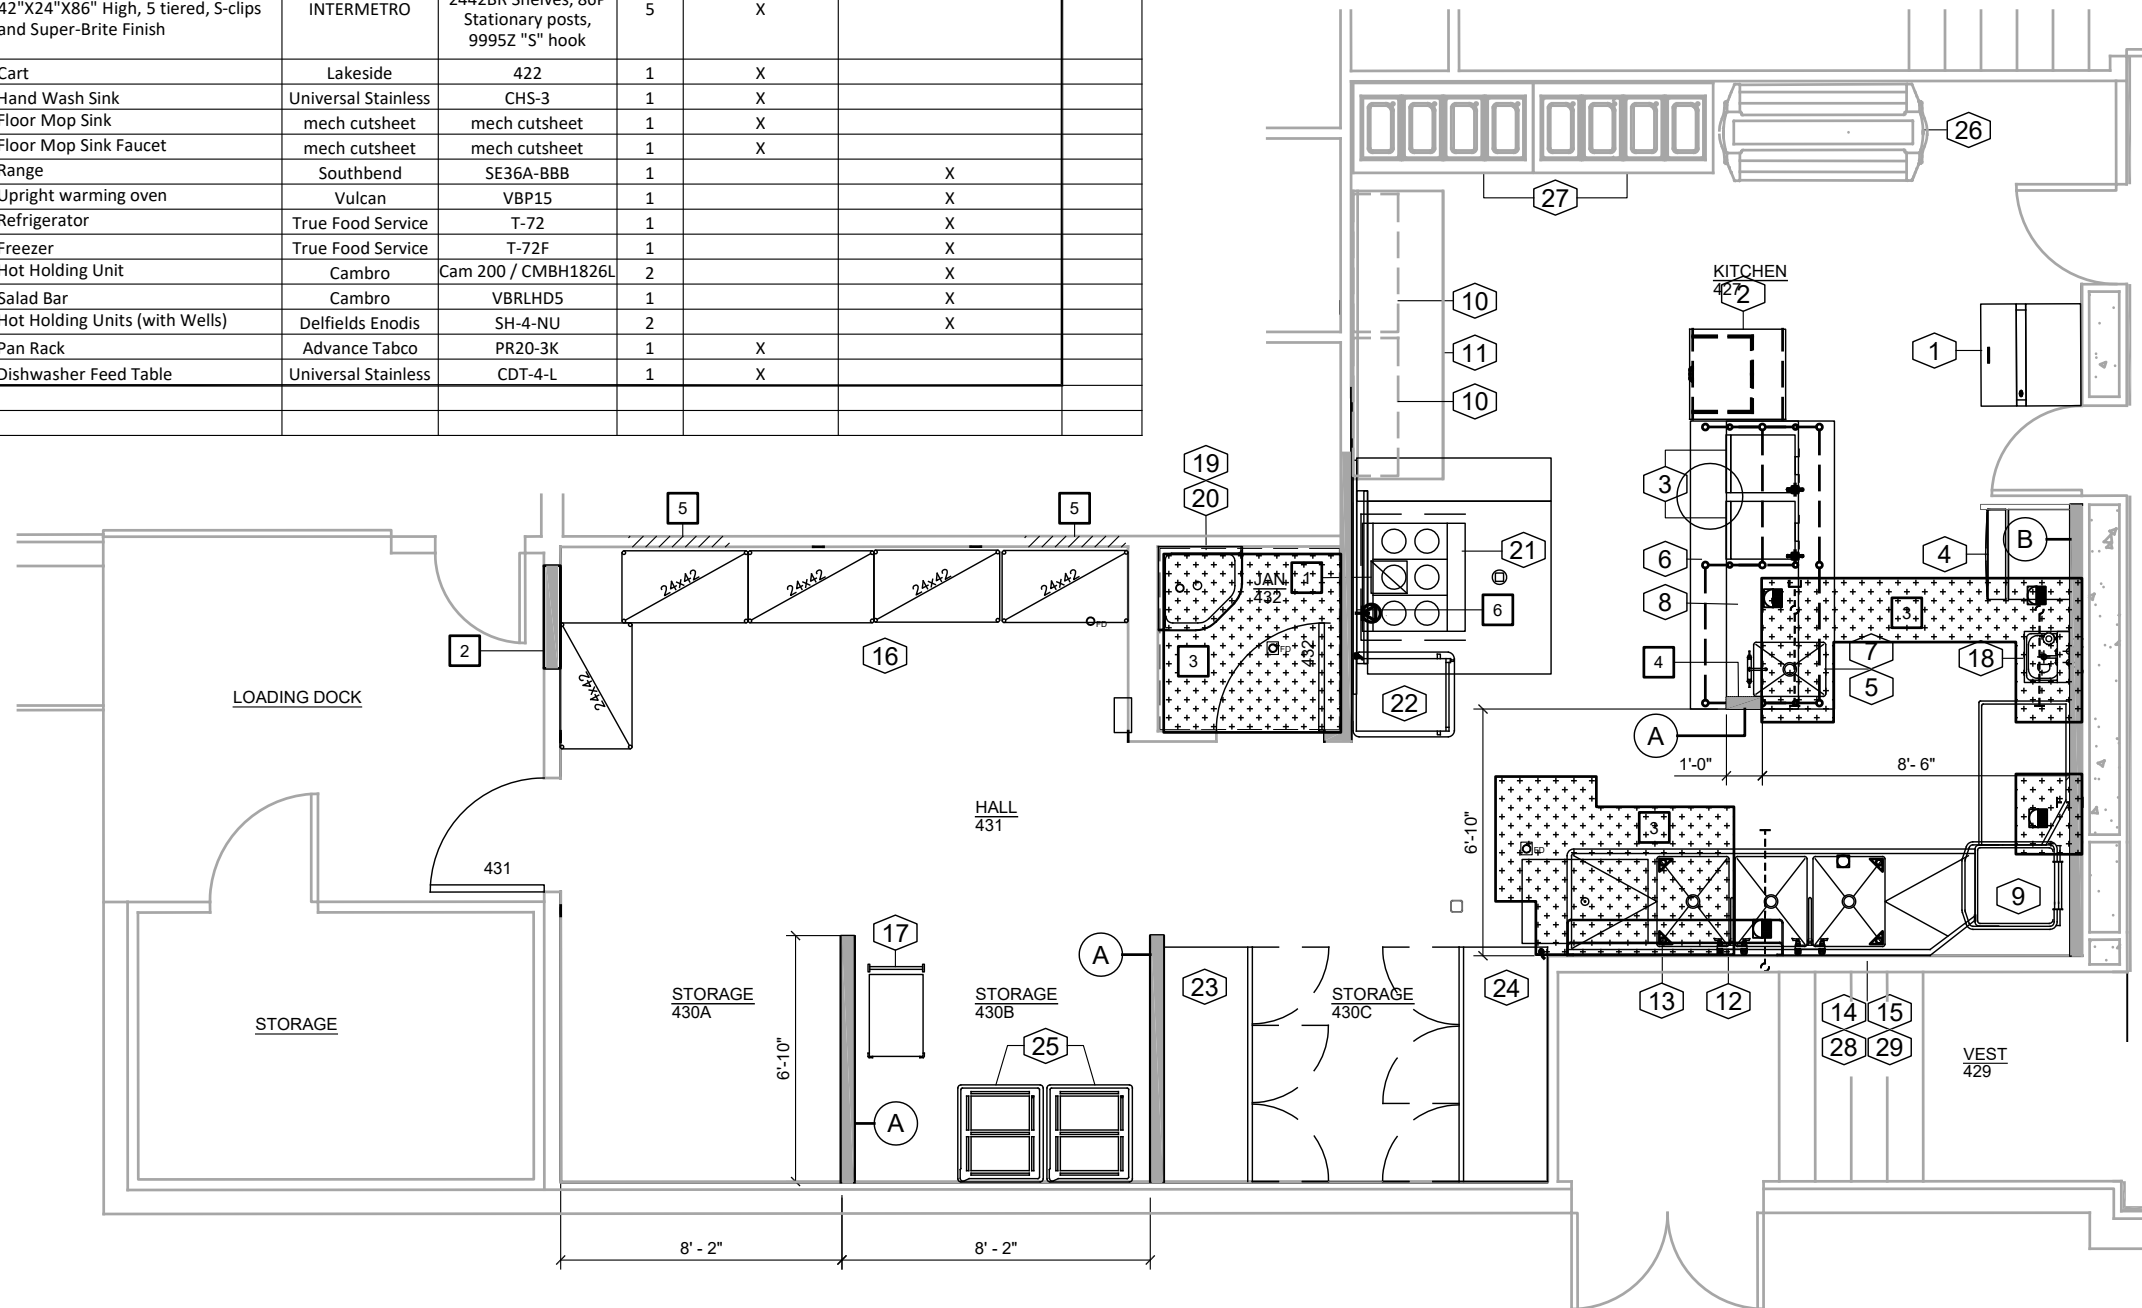 42"X24"X86" High, 5 tiered, S-clips
and Super-Brite Finish
INTERMETRO
Stationary posts,
9995Z "S" hook
5 X
Cart Lakeside 422 1 X
Hand Wash Sink Universal Stainless CHS-3 1 X
Floor Mop Sink mech cutsheet mech cutsheet 1 X
Floor Mop Sink Faucet mech cutsheet mech cutsheet 1 X
Range Southbend SE36A-BBB 1 X
Upright warming oven Vulcan VBP15 1 X
Refrigerator True Food Service T-72 1 X
Freezer True Food Service T-72F 1 X
Hot Holding Unit Cambro Cam 200 / CMBH1826L 2 X
Salad Bar Cambro VBRLHD5 1 X
Hot Holding Units (with Wells) Delfields Enodis SH-4-NU 2 X
Pan Rack Advance Tabco PR20-3K 1 X
Dishwasher Feed Table Universal Stainless CDT-4-L 1 X
26
27
KITCHEN
427
2
10
11
1
10
19
20
3
5
5
21
6
4
B
24x42
24x42
24x42
24x42
JAN
432
1
6
8
3
FD
2
16
3
FD
432
4
7
5
18
24x42
LOADING DOCK
22
A
1'-0"
8'- 6"
HALL
431
6'-10"
3
FD
431
9
17
A
23
24
STORAGE
430A
STORAGE
430B
STORAGE
430C
13
12
14
15
STORAGE
6'-10"
25
28
29
VEST
429
A
8' - 2"
8' - 2"